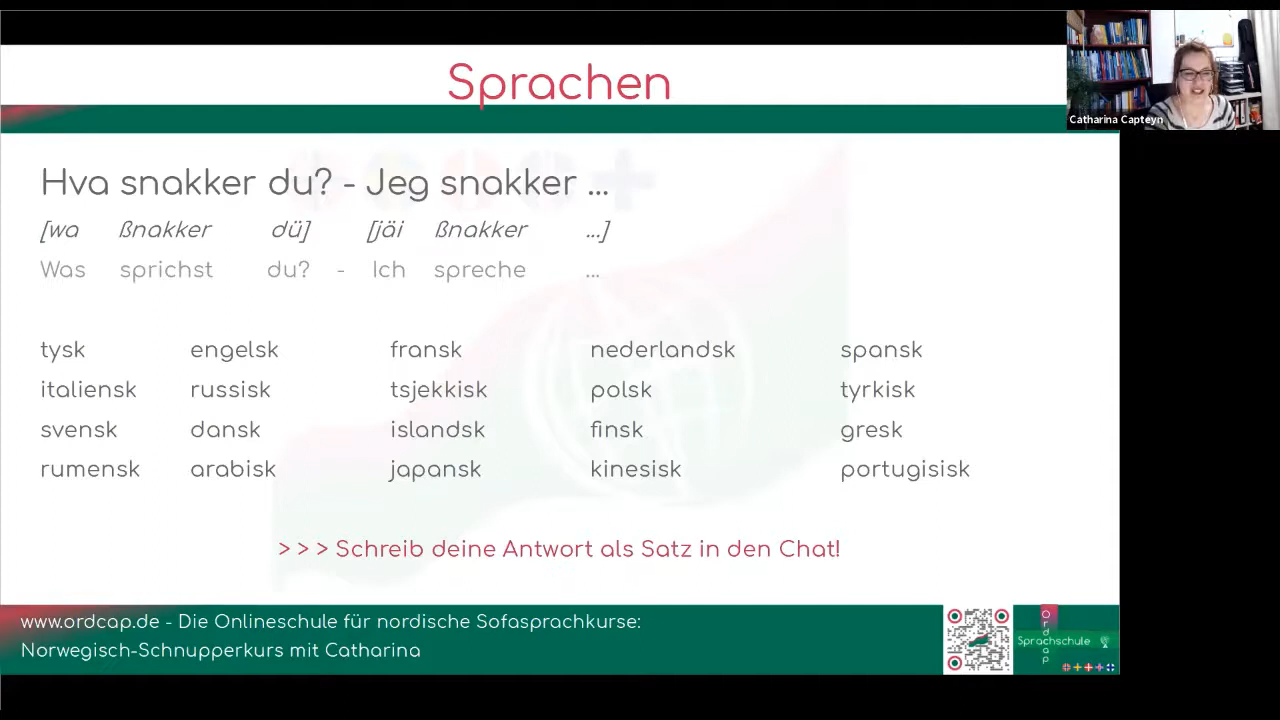 Sprachen
Catharina Capteyn
Hva snakker du? - Jeg snakker ...
[wa ßnakker dü] [jäi ßnakker ...]
Was sprichst du? - Ich spreche ...
tysk engelsk fransk nederlandsk spansk
italiensk russisk tsjekkisk polsk tyrkisk
svensk dansk islandsk finsk gresk
rumensk arabisk japansk kinesisk portugisisk
> > > Schreib deine Antwort als Satz in den Chat!
www.ordcap.de - Die Onlineschule für nordische Sofasprachkurse:
Norwegisch-Schnupperkurs mit Catharina
Ordcap
Sprachschule